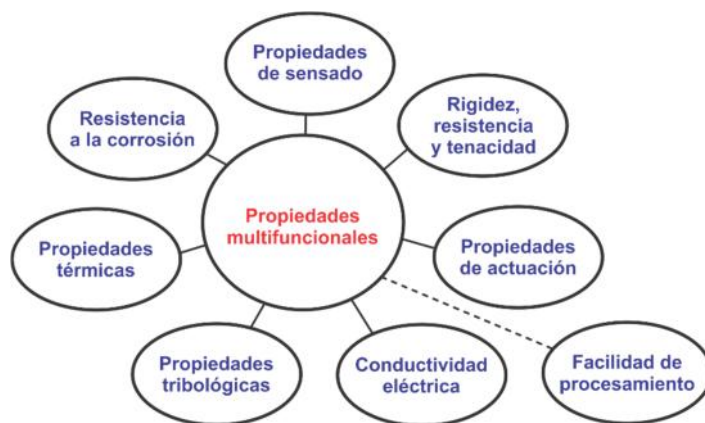 Propiedades
de sensado
Resistencia
a la corrosión
Rigidez,
resistencia
y tenacidad
Propiedades
multifuncionales
Propiedades
térmicas
Propiedades
de actuación
Propiedades
tribológicas
Conductividad
eléctrica
Facilidad de
procesamiento